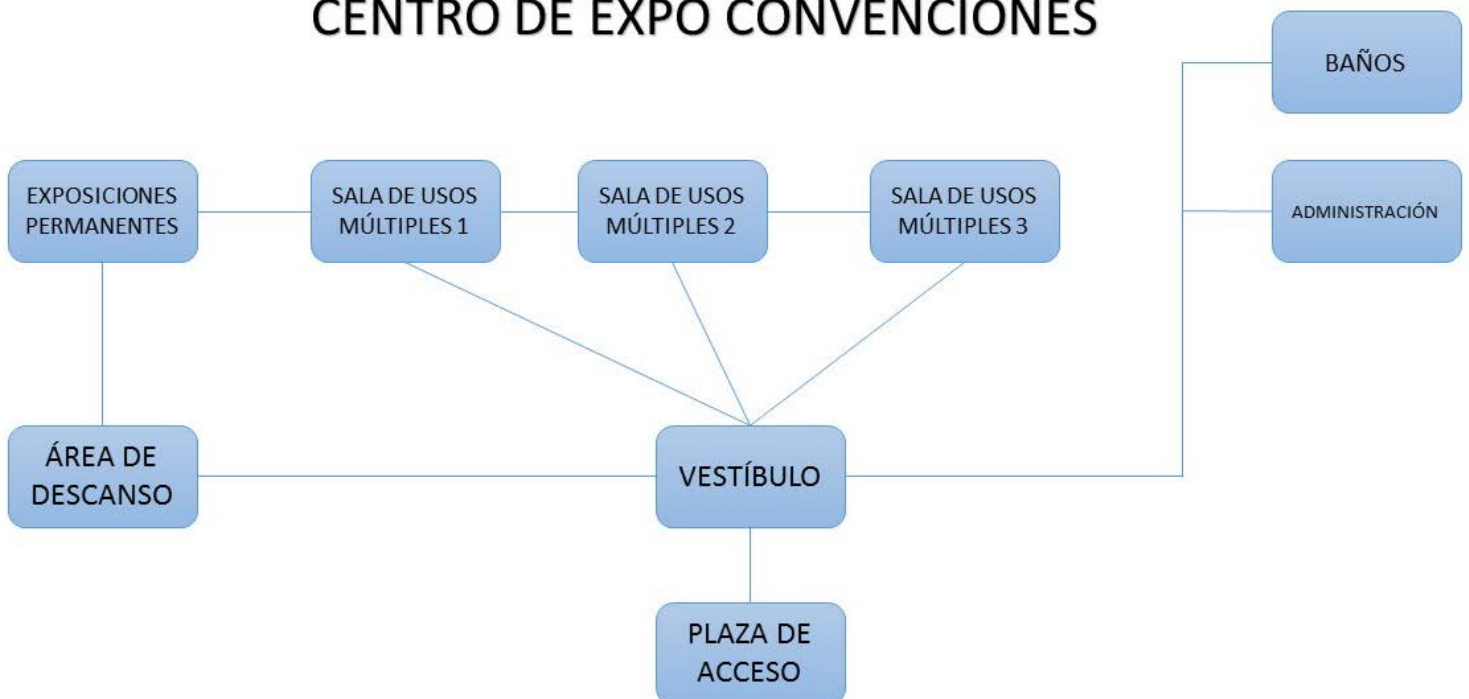 CENTRO DE EXPO CONVENCIONES
BAÑOS
EXPOSICIONES
PERMANENTES
SALA DE USOS
MÚLTIPLES 1
SALA DE USOS
MÚLTIPLES 2
SALA DE USOS
MÚLTIPLES 3
ADMINISTRACIÓN
ÁREA DE
DESCANSO
VESTÍBULO
PLAZA DE
ACCESO